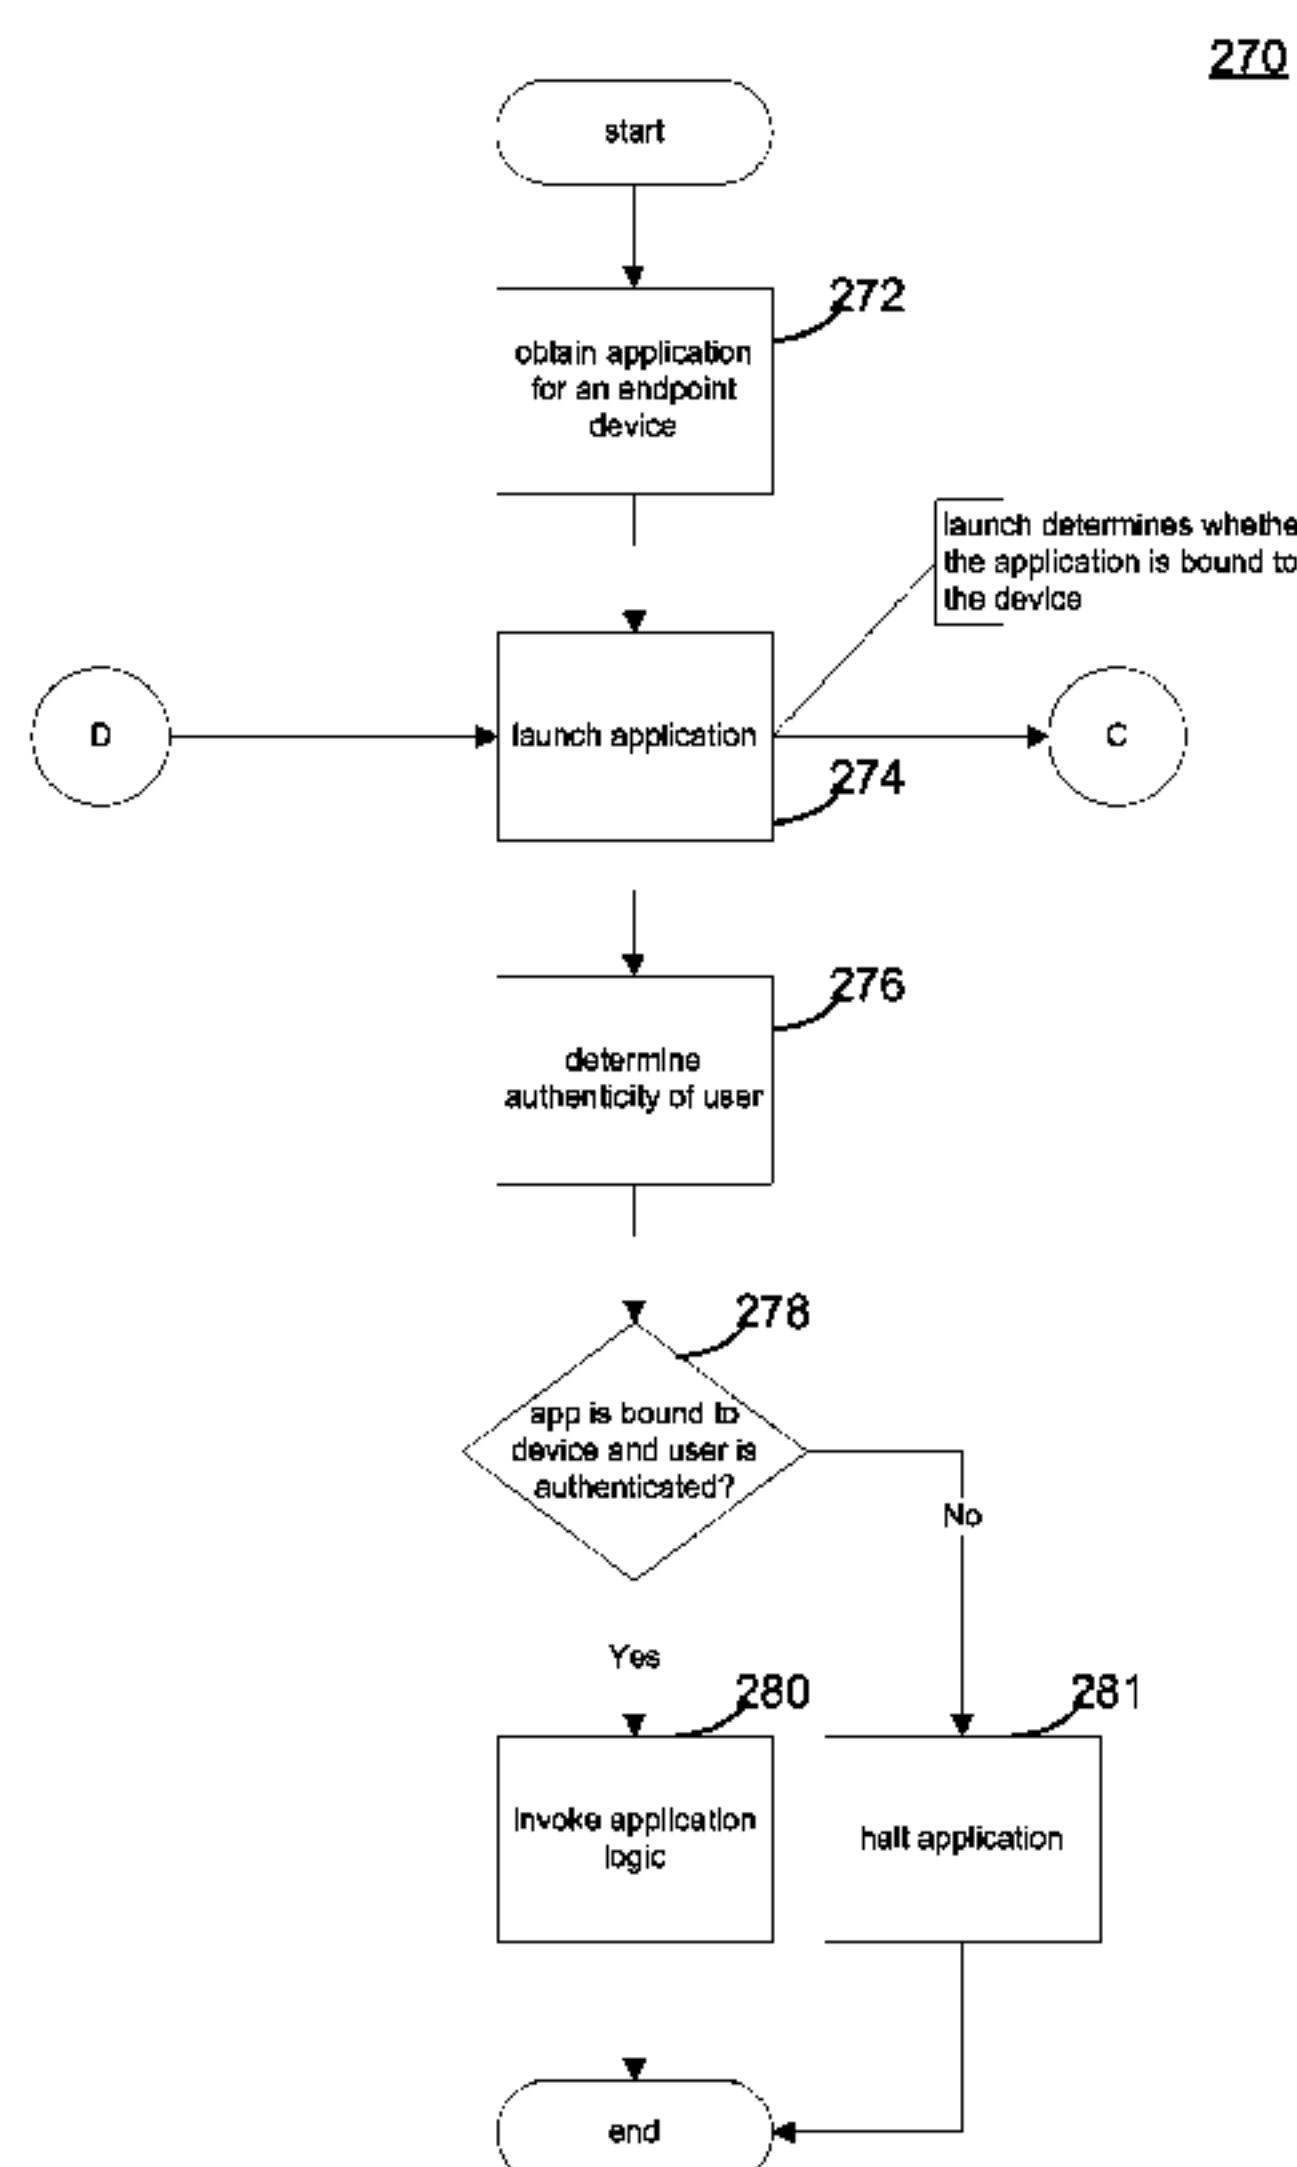 270
start
272
obtain application
for an endpoint
device
launch determines whethe
the application is bound to
the device
D
launch application
C
274
276
determine
authenticity of user
278
app is bound to
device and user is
authenticated?
No
Yes
280
281
invoke application
logic
halt application
end